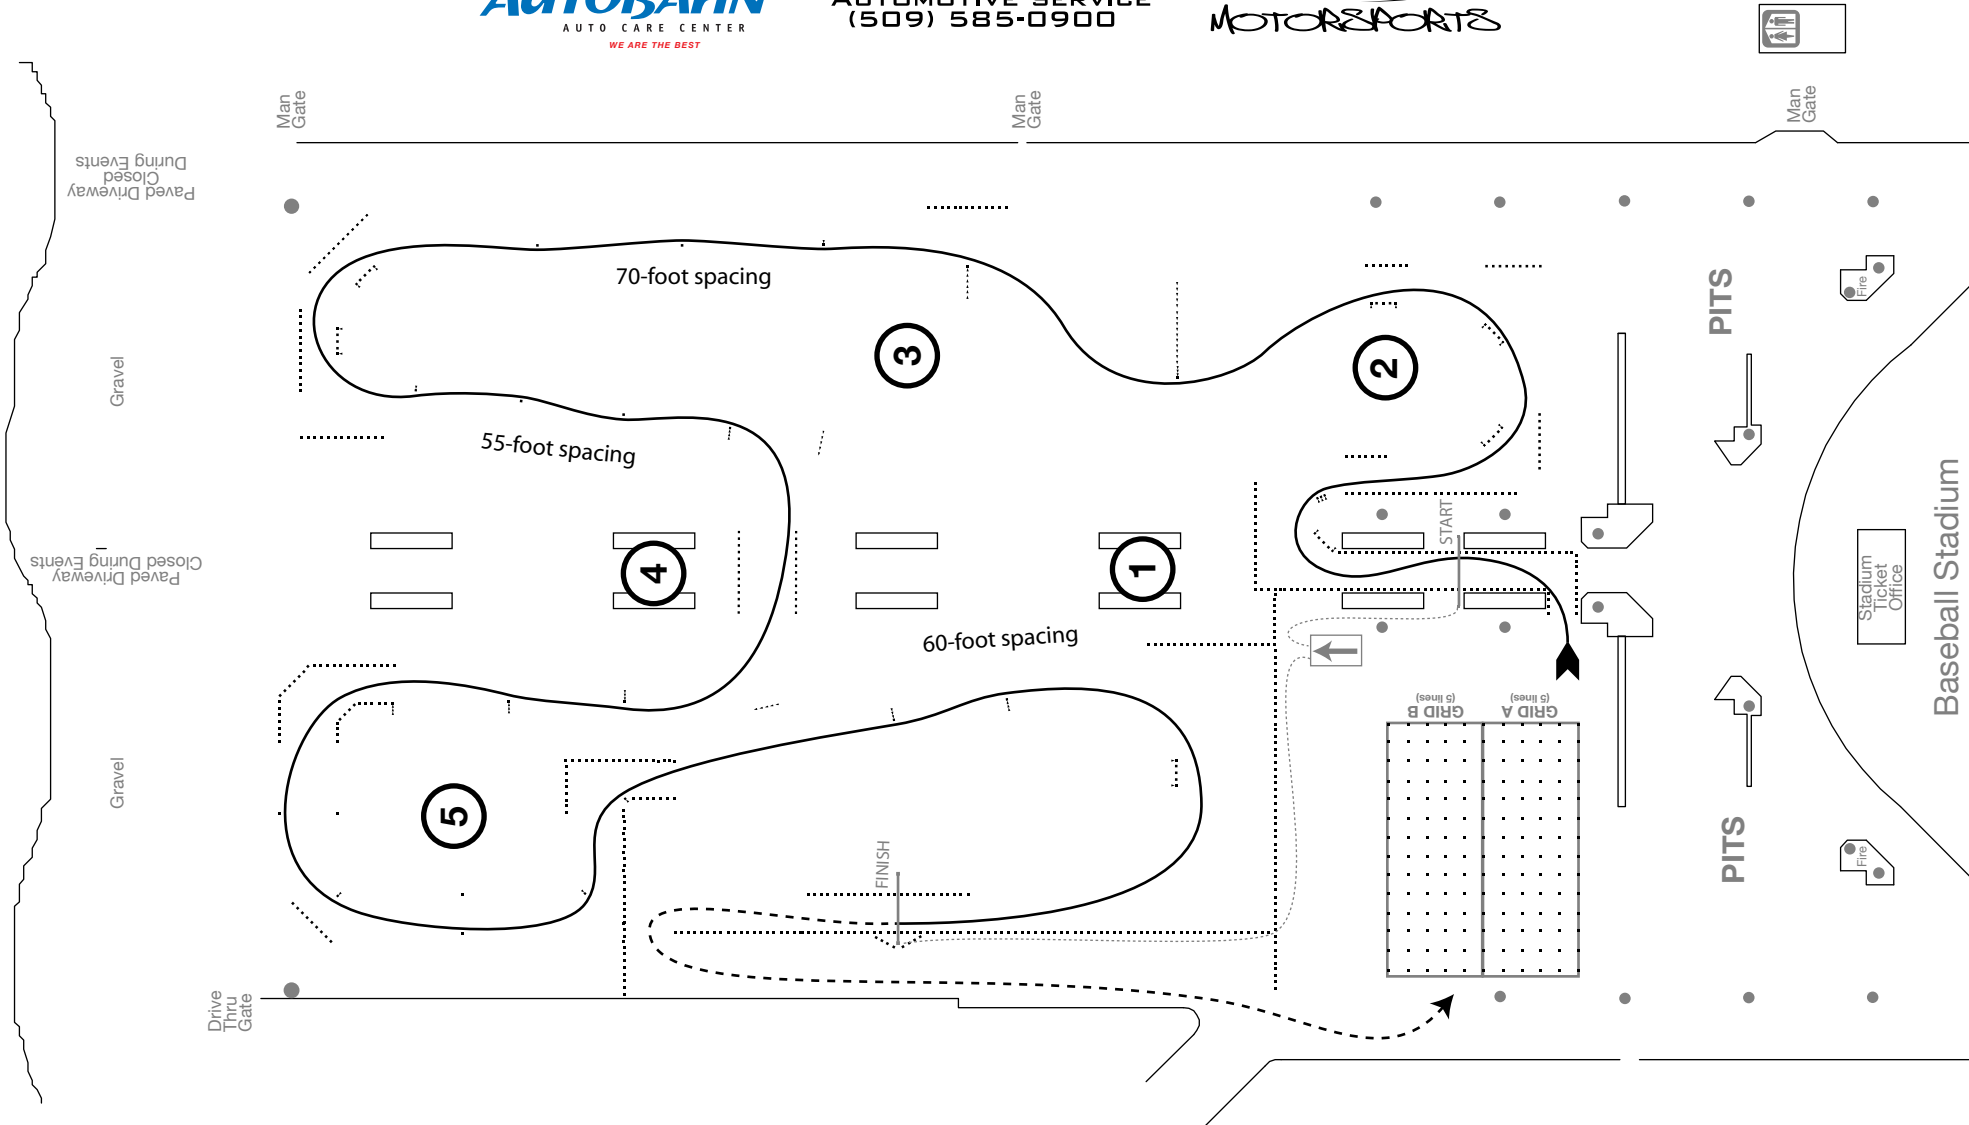 AUTOBAHN
AUTO CARE CENTER
WE ARE THE BEST
AUTOMOTIVE SERVICE
(509) 585-0900
MOTORSPORTS
Man
Gate
Man
Gate
Man
Gate
Paved Driveway
Closed
During Events
70-foot spacing
PITS
Fire
3
2
Gravel
55-foot spacing
START
Baseball Stadium
Paved Driveway
Closed During Events
4
1
Stadium
Ticket
Office
60-foot spacing
GRID B
(5 lines)
GRID A
(5 lines)
Gravel
5
FINISH
PITS
Fire
Drive
Thru
Gate